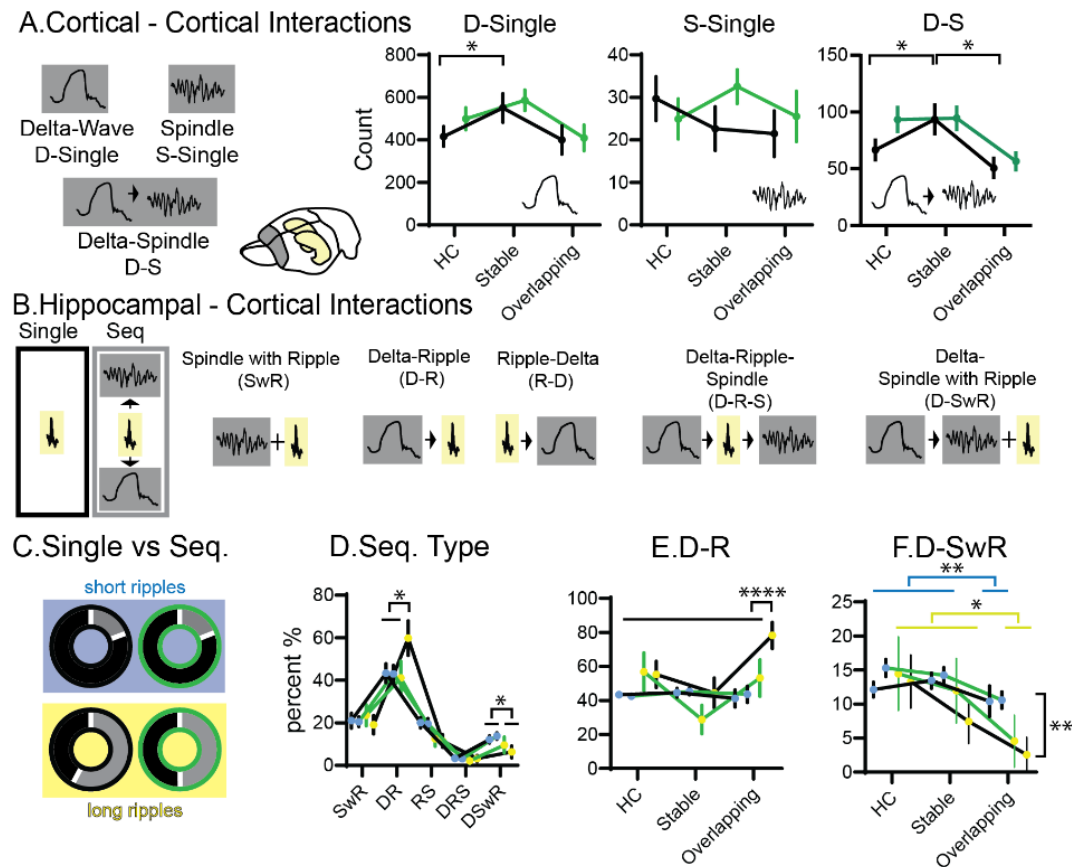 A.Cortical - Cortical Interactions
Delta-Wave
D-Single
Spindle
S-Single
Delta-Spindle
D-S
D-Single
*
Count
800
600
400
200
0
HC
Stable
Overlapping
S-Single
40
30
20
10
0
HC
Stable
Overlapping
D-S
* *
150
100
50
0
HC
Stable
Overlapping
B.Hippocampal - Cortical Interactions
Single
Seq
Spindle with Ripple
(SwR)
Delta-Ripple
(D-R)
Ripple-Delta
(R-D)
Delta-Ripple-
Spindle
(D-R-S)
Delta-
Spindle with Ripple
(D-SwR)
C.Single vs Seq.
short ripples
long ripples
D.Seq. Type
*
*
percent %
80
60
40
20
0
SwR
DR
RS
DRS
DSwR
E.D-R
****
100
80
60
40
20
0
HC
Stable
Overlapping
F.D-SwR
**
*
**
25
20
15
10
5
0
HC
Stable
Overlapping